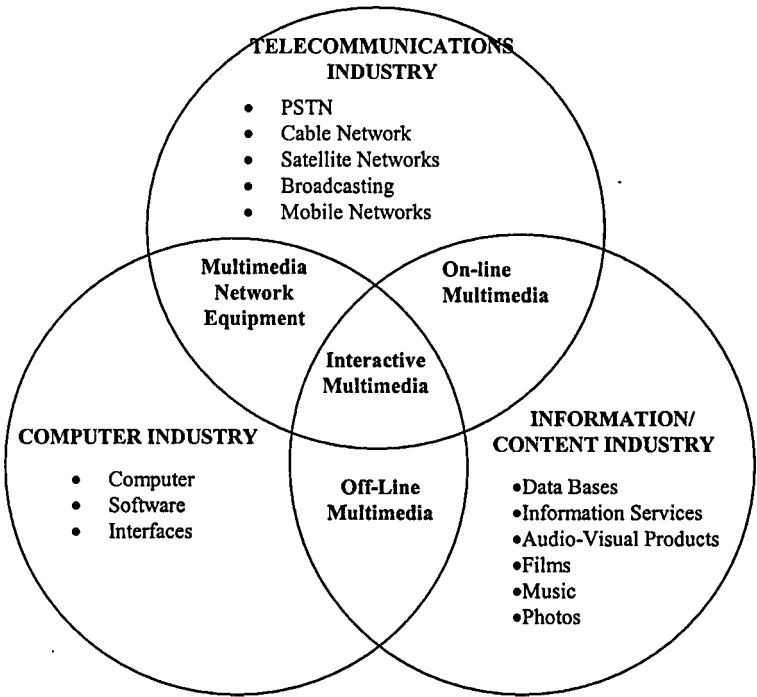 TELECOMMUNICATIONS
INDUSTRY
• PSTN
• Cable Network
• Satellite Networks
• Broadcasting
• Mobile Networks
Multimedia
Network
Equipment
On-line
Multimedia
Interactive
Multimedia
COMPUTER INDUSTRY
• Computer
• Software
• Interfaces
Off-Line
Multimedia
INFORMATION/
CONTENT INDUSTRY
•Data Bases
•Information Services
•Audio-Visual Products
•Films
•Music
•Photos